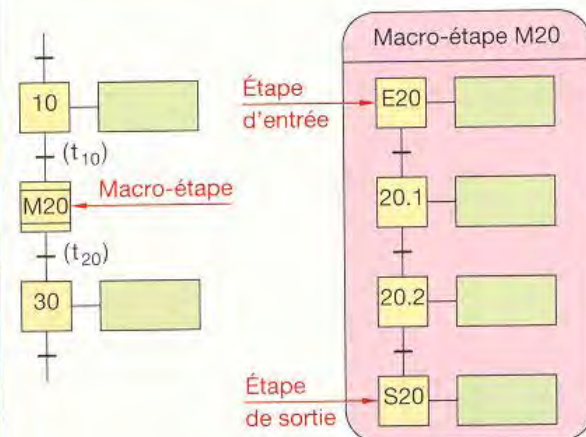 10
(t10)
M20
Macro-étape
(t20)
30
Macro-étape M20
Étape
d'entrée
E20
20.1
20.2
Étape
de sortie
S20